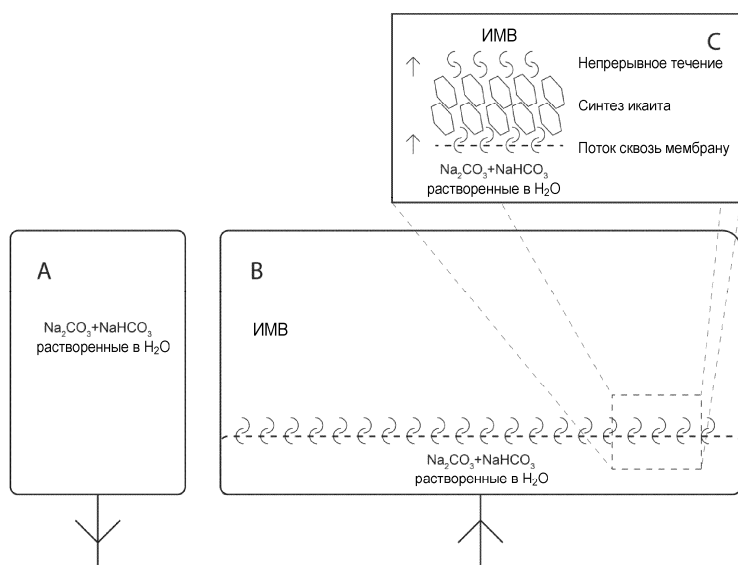 ИМВ
C
Непрерывное течение
Синтез икаита
Поток сквозь мембрану
Na₂CO₃+NaHCO₃
растворенные в H₂O
A
Na₂CO₃+NaHCO₃
растворенные в H₂O
B
ИМВ
Na₂CO₃+NaHCO₃
растворенные в H₂O